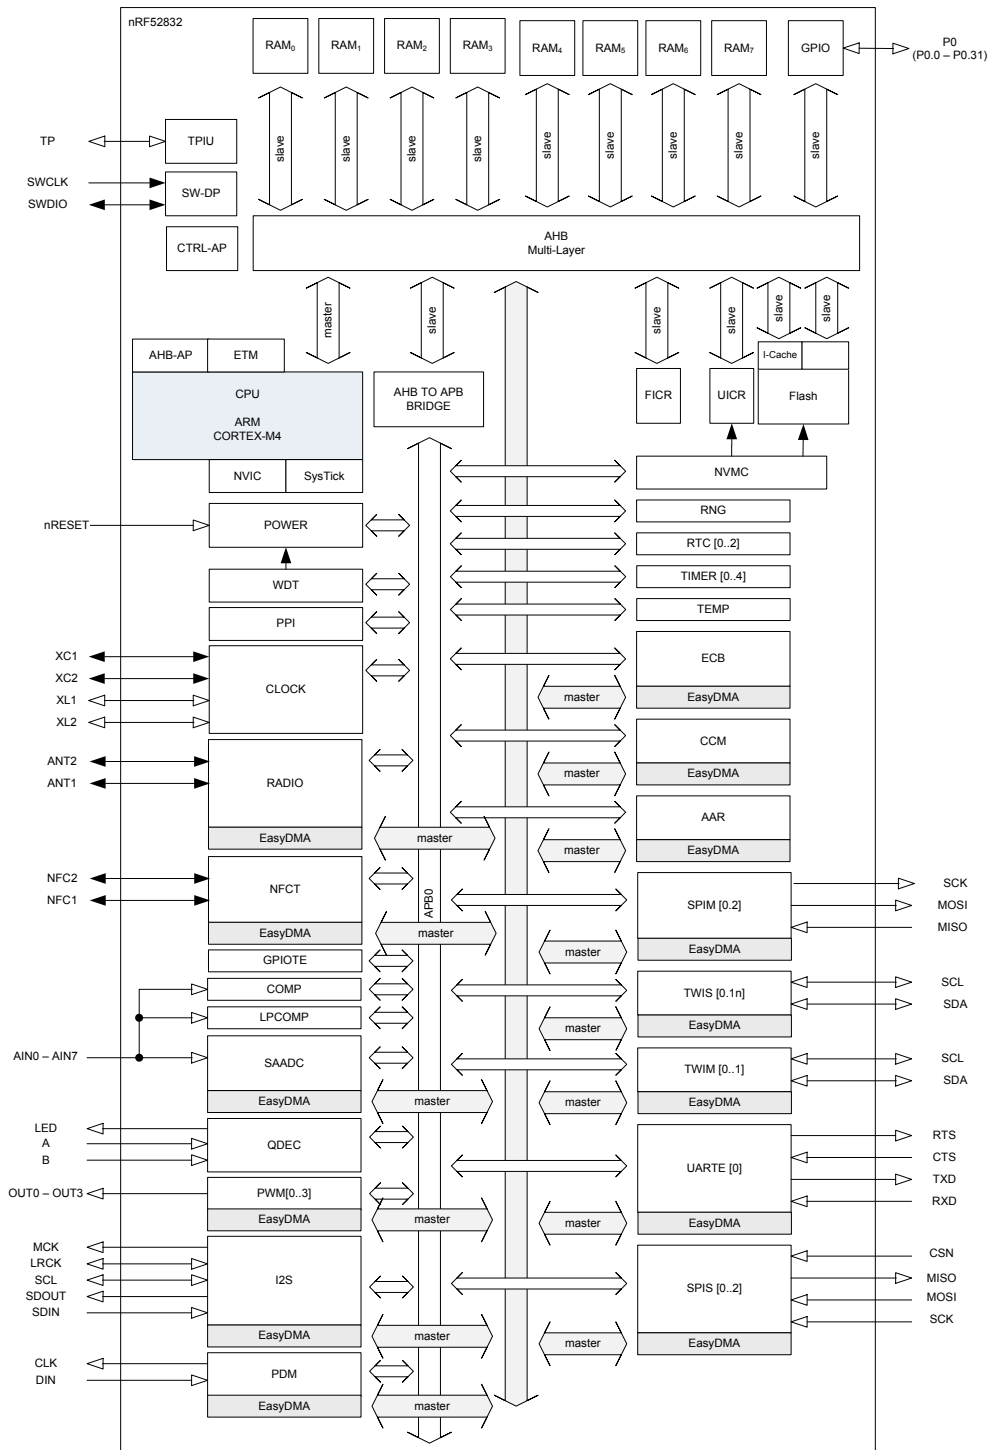 nRF52832
RAM0
RAM1
RAM2
RAM3
RAM4
RAM5
RAM6
RAM7
GPIO
P0
(P0.0 – P0.31)
slave
slave
slave
slave
slave
slave
slave
slave
slave
TP
TPIU
SWCLK
SWDIO
SW-DP
CTRL-AP
AHB
Multi-Layer
master
slave
slave
slave
slave
slave
AHB-AP
ETM
CPU
ARM
CORTEX-M4
NVIC
SysTick
AHB TO APB
BRIDGE
FICR
UICR
I-Cache
Flash
NVMC
nRESET
POWER
RNG
RTC [0..2]
WDT
TIMER [0..4]
PPI
TEMP
XC1
XC2
XL1
XL2
CLOCK
ECB
master
EasyDMA
ANT2
ANT1
RADIO
EasyDMA
master
CCM
master
EasyDMA
AAR
master
EasyDMA
NFC2
NFC1
NFCT
EasyDMA
master
APB0
SPIM [0.2]
master
EasyDMA
SCK
MOSI
MISO
GPIOTE
COMP
LPCOMP
AIN0 – AIN7
SAADC
EasyDMA
master
TWIS [0.1n]
master
EasyDMA
SCL
SDA
TWIM [0..1]
master
EasyDMA
SCL
SDA
LED
A
B
QDEC
OUT0 – OUT3
PWM[0..3]
EasyDMA
master
UARTE [0]
master
EasyDMA
RTS
CTS
TXD
RXD
MCK
LRCK
SCL
SDOUT
SDIN
I2S
EasyDMA
master
SPIS [0..2]
master
EasyDMA
CSN
MISO
MOSI
SCK
CLK
DIN
PDM
EasyDMA
master